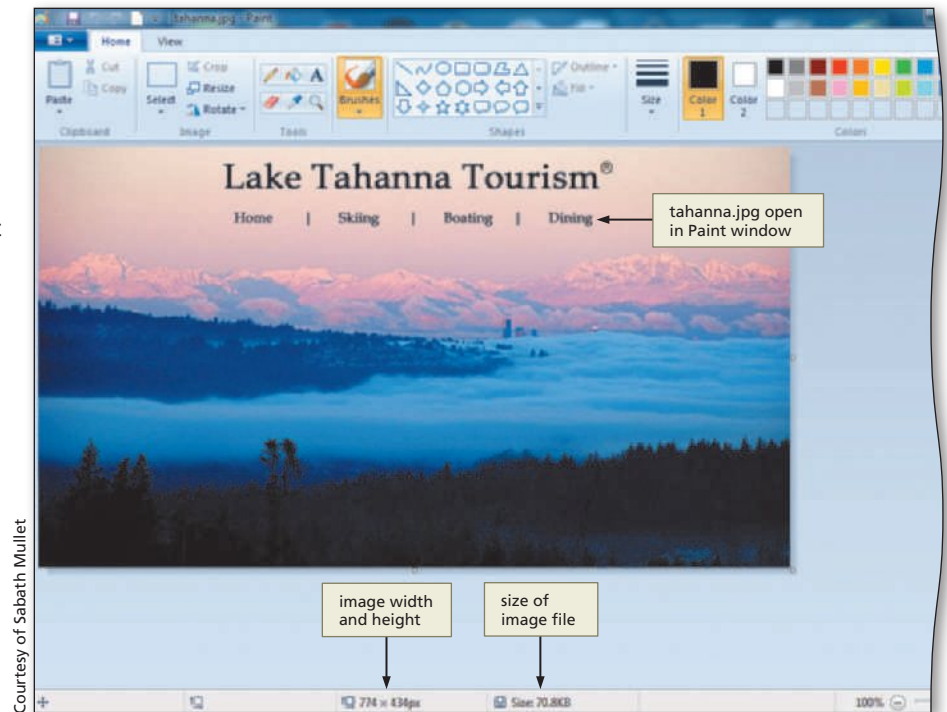 tahanna.jpg - Paint
Home View
Paste
Cut
Copy
Clipboard
Select
Crop
Resize
Rotate
Image
A
Tools
Brushes
Shapes
Outline
Fill
Size
Color 1
Color 2
Colors
Lake Tahanna Tourism®
Home | Skiing | Boating | Dining
tahanna.jpg open
in Paint window
image width
and height
size of
image file
774 × 434px
Size: 70.8KB
100%
Courtesy of Sabath Mullet